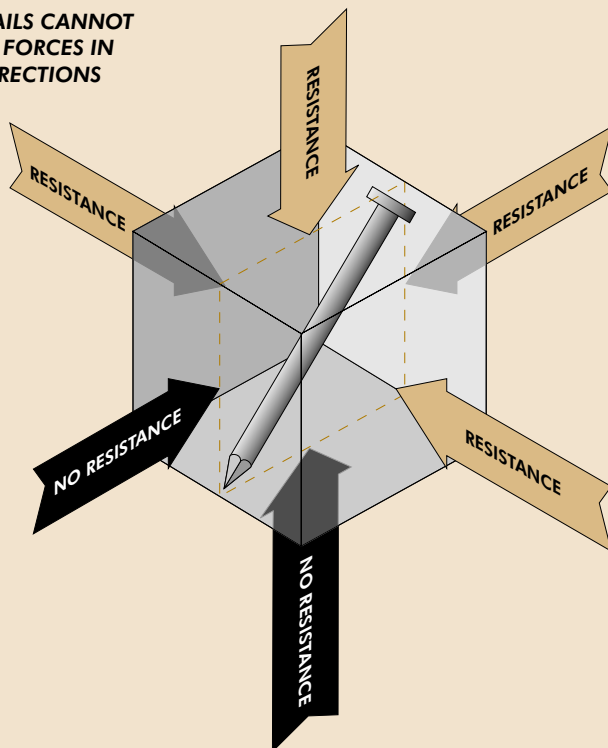 AILS CANNOT
FORCES IN
RECTIONS
RESISTANCE
RESISTANCE
RESISTANCE
NO RESISTANCE
RESISTANCE
NO RESISTANCE